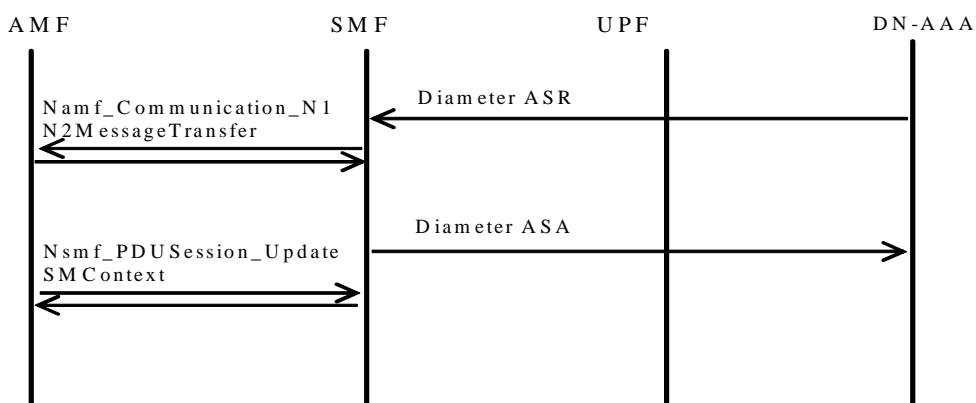 AMF
SMF
UPF
DN-AAA
Diameter ASR
Namf_Communication_N1
N2MessageTransfer
Diameter ASA
Nsmf_PDUSession_Update
SMContext